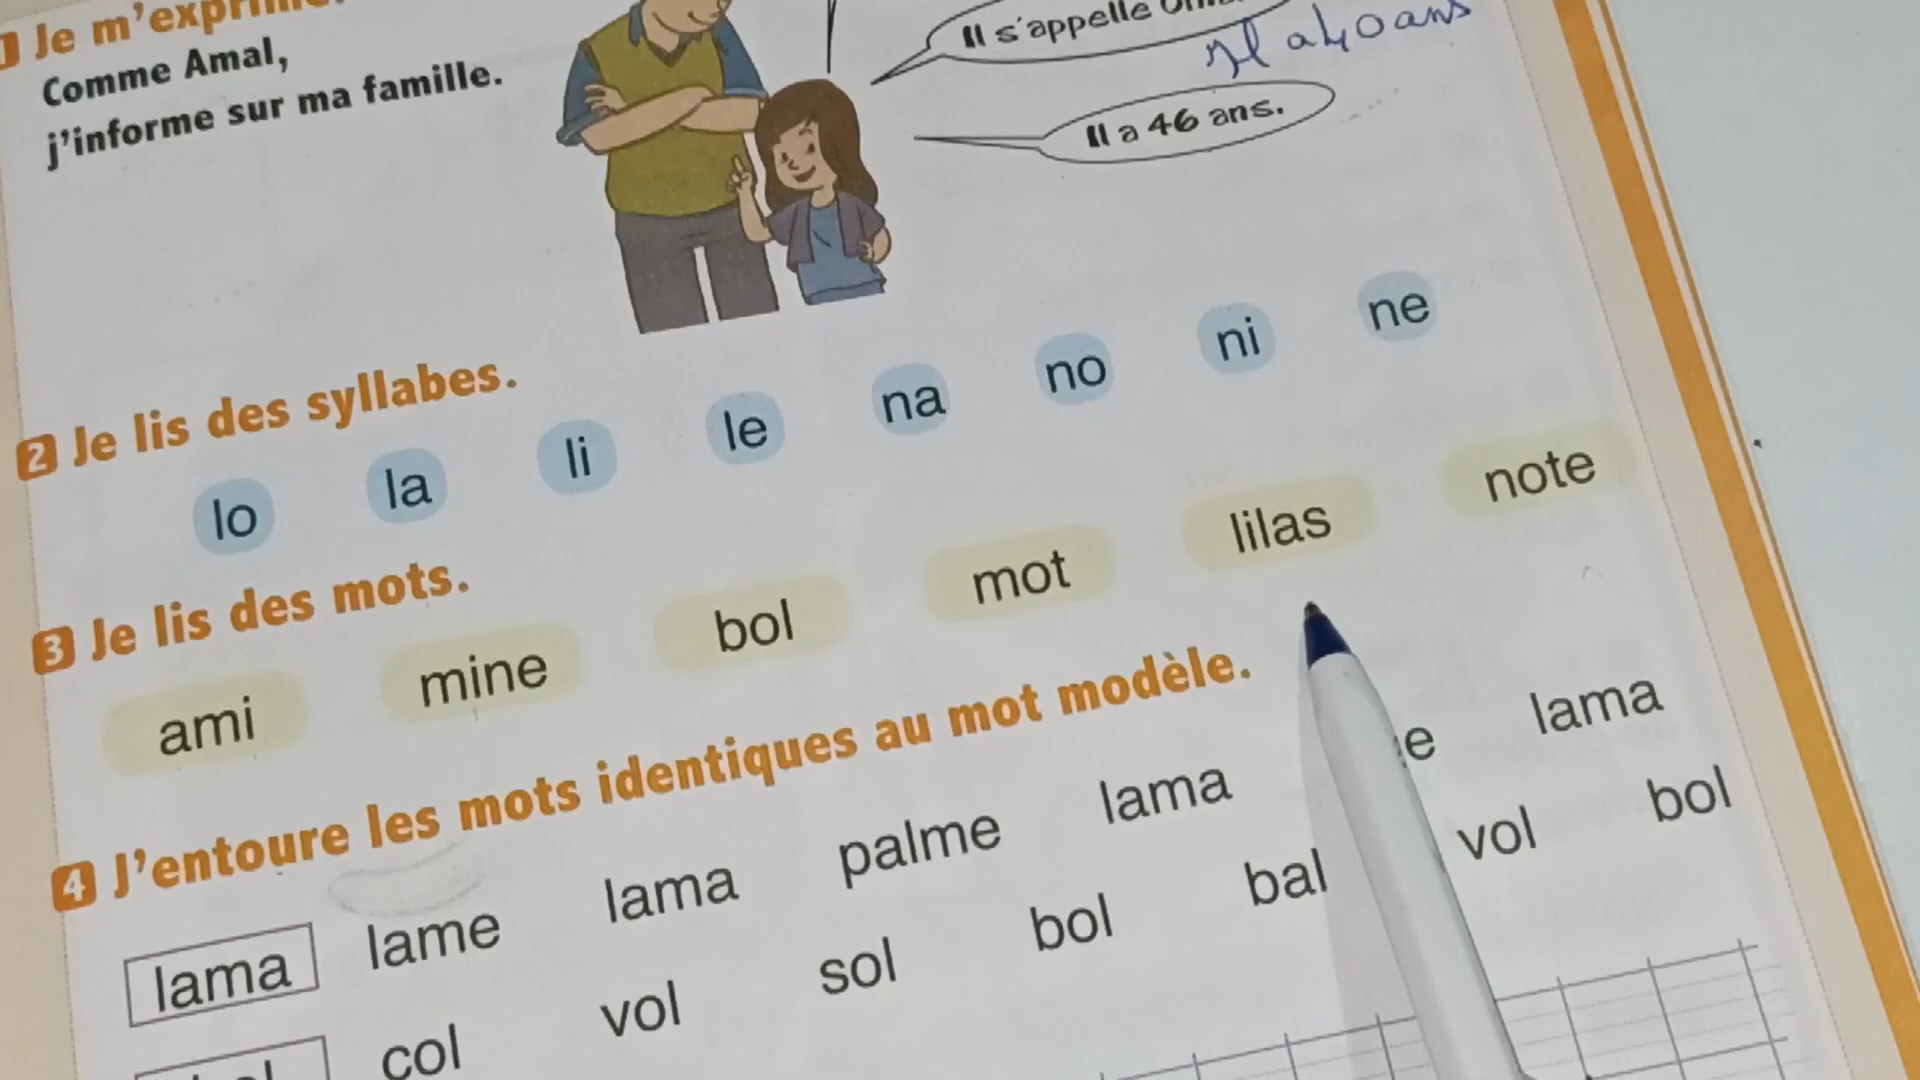 Je m'exprime.
Comme Amal,
j'informe sur ma famille.
Il s'appelle
Il a 40 ans
Il a 46 ans.
2 Je lis des syllabes.
lo la li le na no ni ne
3 Je lis des mots.
ami mine bol mot lilas note
4 J'entoure les mots identiques au mot modèle.
lama lame lama palme lama lama
col vol sol bol bal vol bol